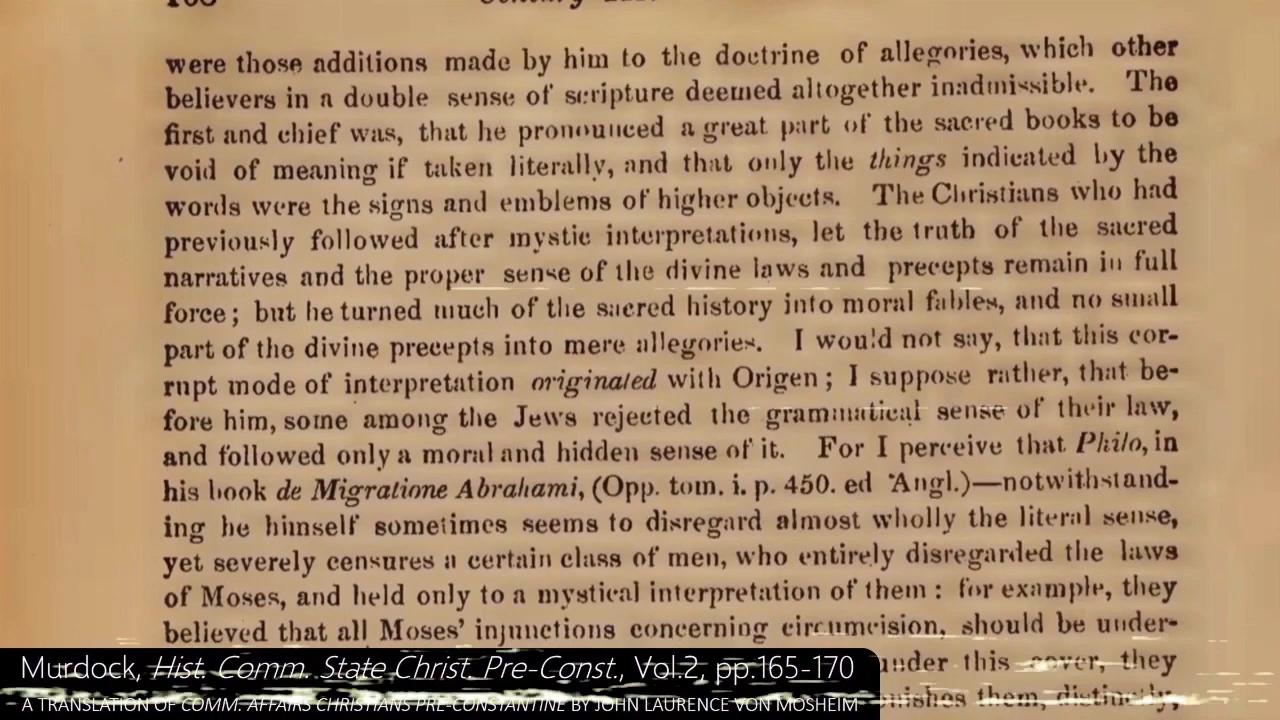 were those additions made by him to the doctrine of allegories, which other
believers in a double sense of scripture deemed altogether inadmissible. The
first and chief was, that he pronounced a great part of the sacred books to be
void of meaning if taken literally, and that only the things indicated by the
words were the signs and emblems of higher objects. The Christians who had
previously followed after mystic interpretations, let the truth of the sacred
narratives and the proper sense of the divine laws and precepts remain in full
force; but he turned much of the sacred history into moral fables, and no small
part of the divine precepts into mere allegories. I would not say, that this cor-
rupt mode of interpretation originated with Origen; I suppose rather, that be-
fore him, some among the Jews rejected the grammatical sense of their law,
and followed only a moral and hidden sense of it. For I perceive that Philo, in
his book de Migratione Abrahami, (Opp. tom. i. p. 450. ed Angl.)—notwithstand-
ing he himself sometimes seems to disregard almost wholly the literal sense,
yet severely censures a certain class of men, who entirely disregarded the laws
of Moses, and held only to a mystical interpretation of them: for example, they
believed that all Moses' injunctions concerning circumcision, should be under-
under this cover, they
them, distinctly,
Murdock, Hist. Comm. State Christ. Pre-Const., Vol.2, pp.165-170
A TRANSLATION OF COMM. AFFAIRS CHRISTIANS PRE-CONSTANTINE BY JOHN LAURENCE VON MOSHEIM